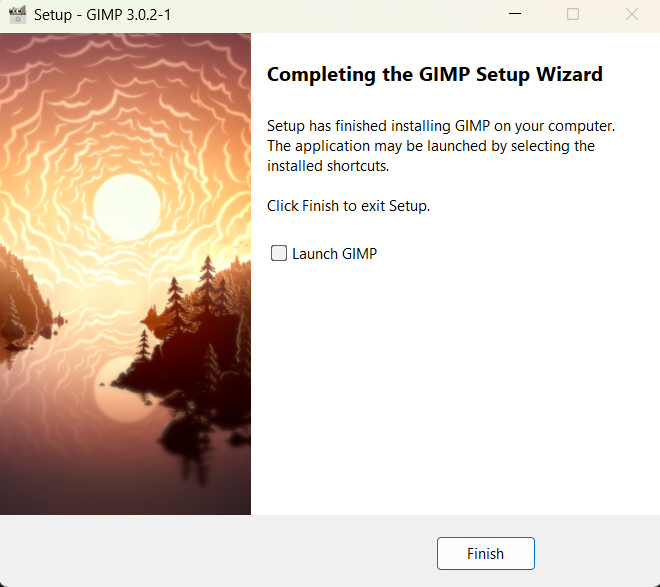 Setup - GIMP 3.0.2-1
Completing the GIMP Setup Wizard
Setup has finished installing GIMP on your computer.
The application may be launched by selecting the
installed shortcuts.
Click Finish to exit Setup.
Launch GIMP
Finish